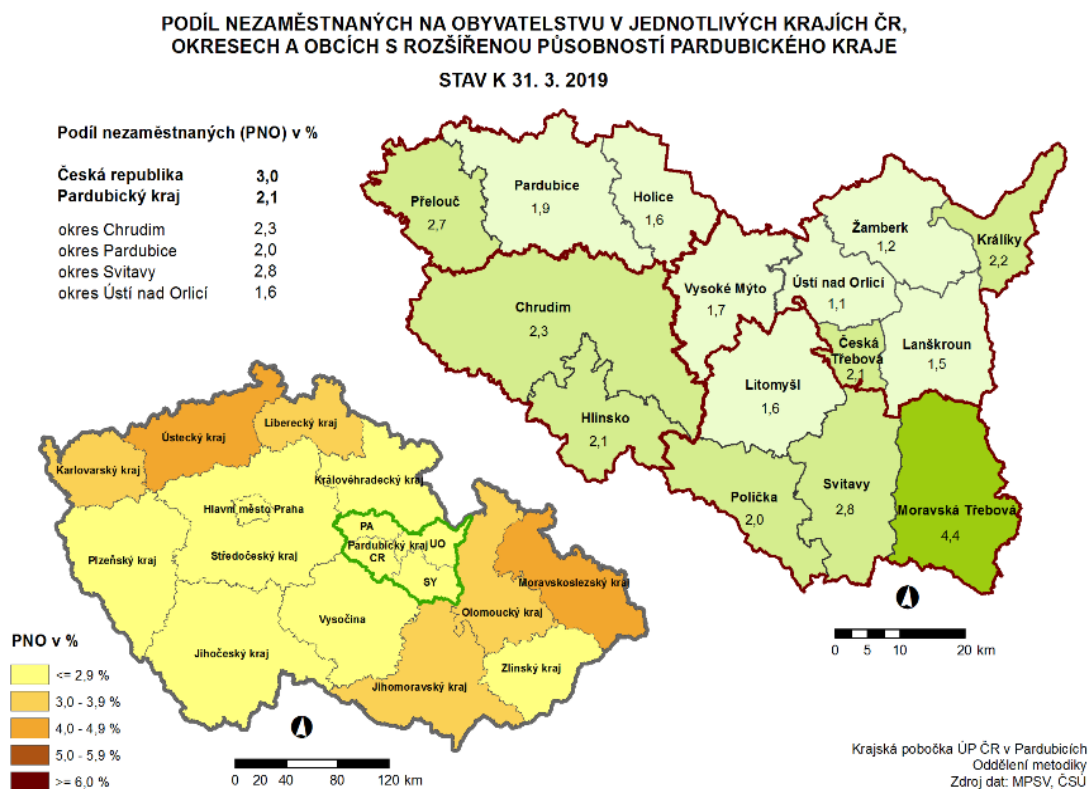 PODÍL NEZAMĚSTNANÝCH NA OBYVATELSTVU V JEDNOTLIVÝCH KRAJÍCH ČR,
OKRESECH A OBCÍCH S ROZŠÍŘENOU PŮSOBNOSTÍ PARDUBICKÉHO KRAJE
STAV K 31. 3. 2019
Podíl nezaměstnaných (PNO) v %
Česká republika 3,0
Pardubický kraj 2,1
okres Chrudim 2,3
okres Pardubice 2,0
okres Svitavy 2,8
okres Ústí nad Orlicí 1,6
Přelouč
2,7
Pardubice
1,9
Holice
1,6
Žamberk
1,2
Králíky
2,2
Chrudim
2,3
Vysoké Mýto
1,7
Ústí nad Orlicí
1,1
Česká
Třebová
2,1
Lanškroun
1,5
Litomyšl
1,6
Hlinsko
2,1
Polička
2,0
Svitavy
2,8
Moravská Třebová
4,4
0 5 10 20 km
Ústecký kraj
Liberecký kraj
Karlovarský kraj
Královéhradecký kraj
Hlavní město Praha
Plzeňský kraj
Středočeský kraj
PA
Pardubický kraj
UO
CR
SY
Moravskoslezský kraj
Olomoucký kraj
Vysočina
Jihočeský kraj
Zlínský kraj
Jihomoravský kraj
PNO v %
<= 2,9 %
3,0 - 3,9 %
4,0 - 4,9 %
5,0 - 5,9 %
>= 6,0 %
0 20 40 80 120 km
Krajská pobočka ÚP ČR v Pardubicích
Oddělení metodiky
Zdroj dat: MPSV, ČSÚ